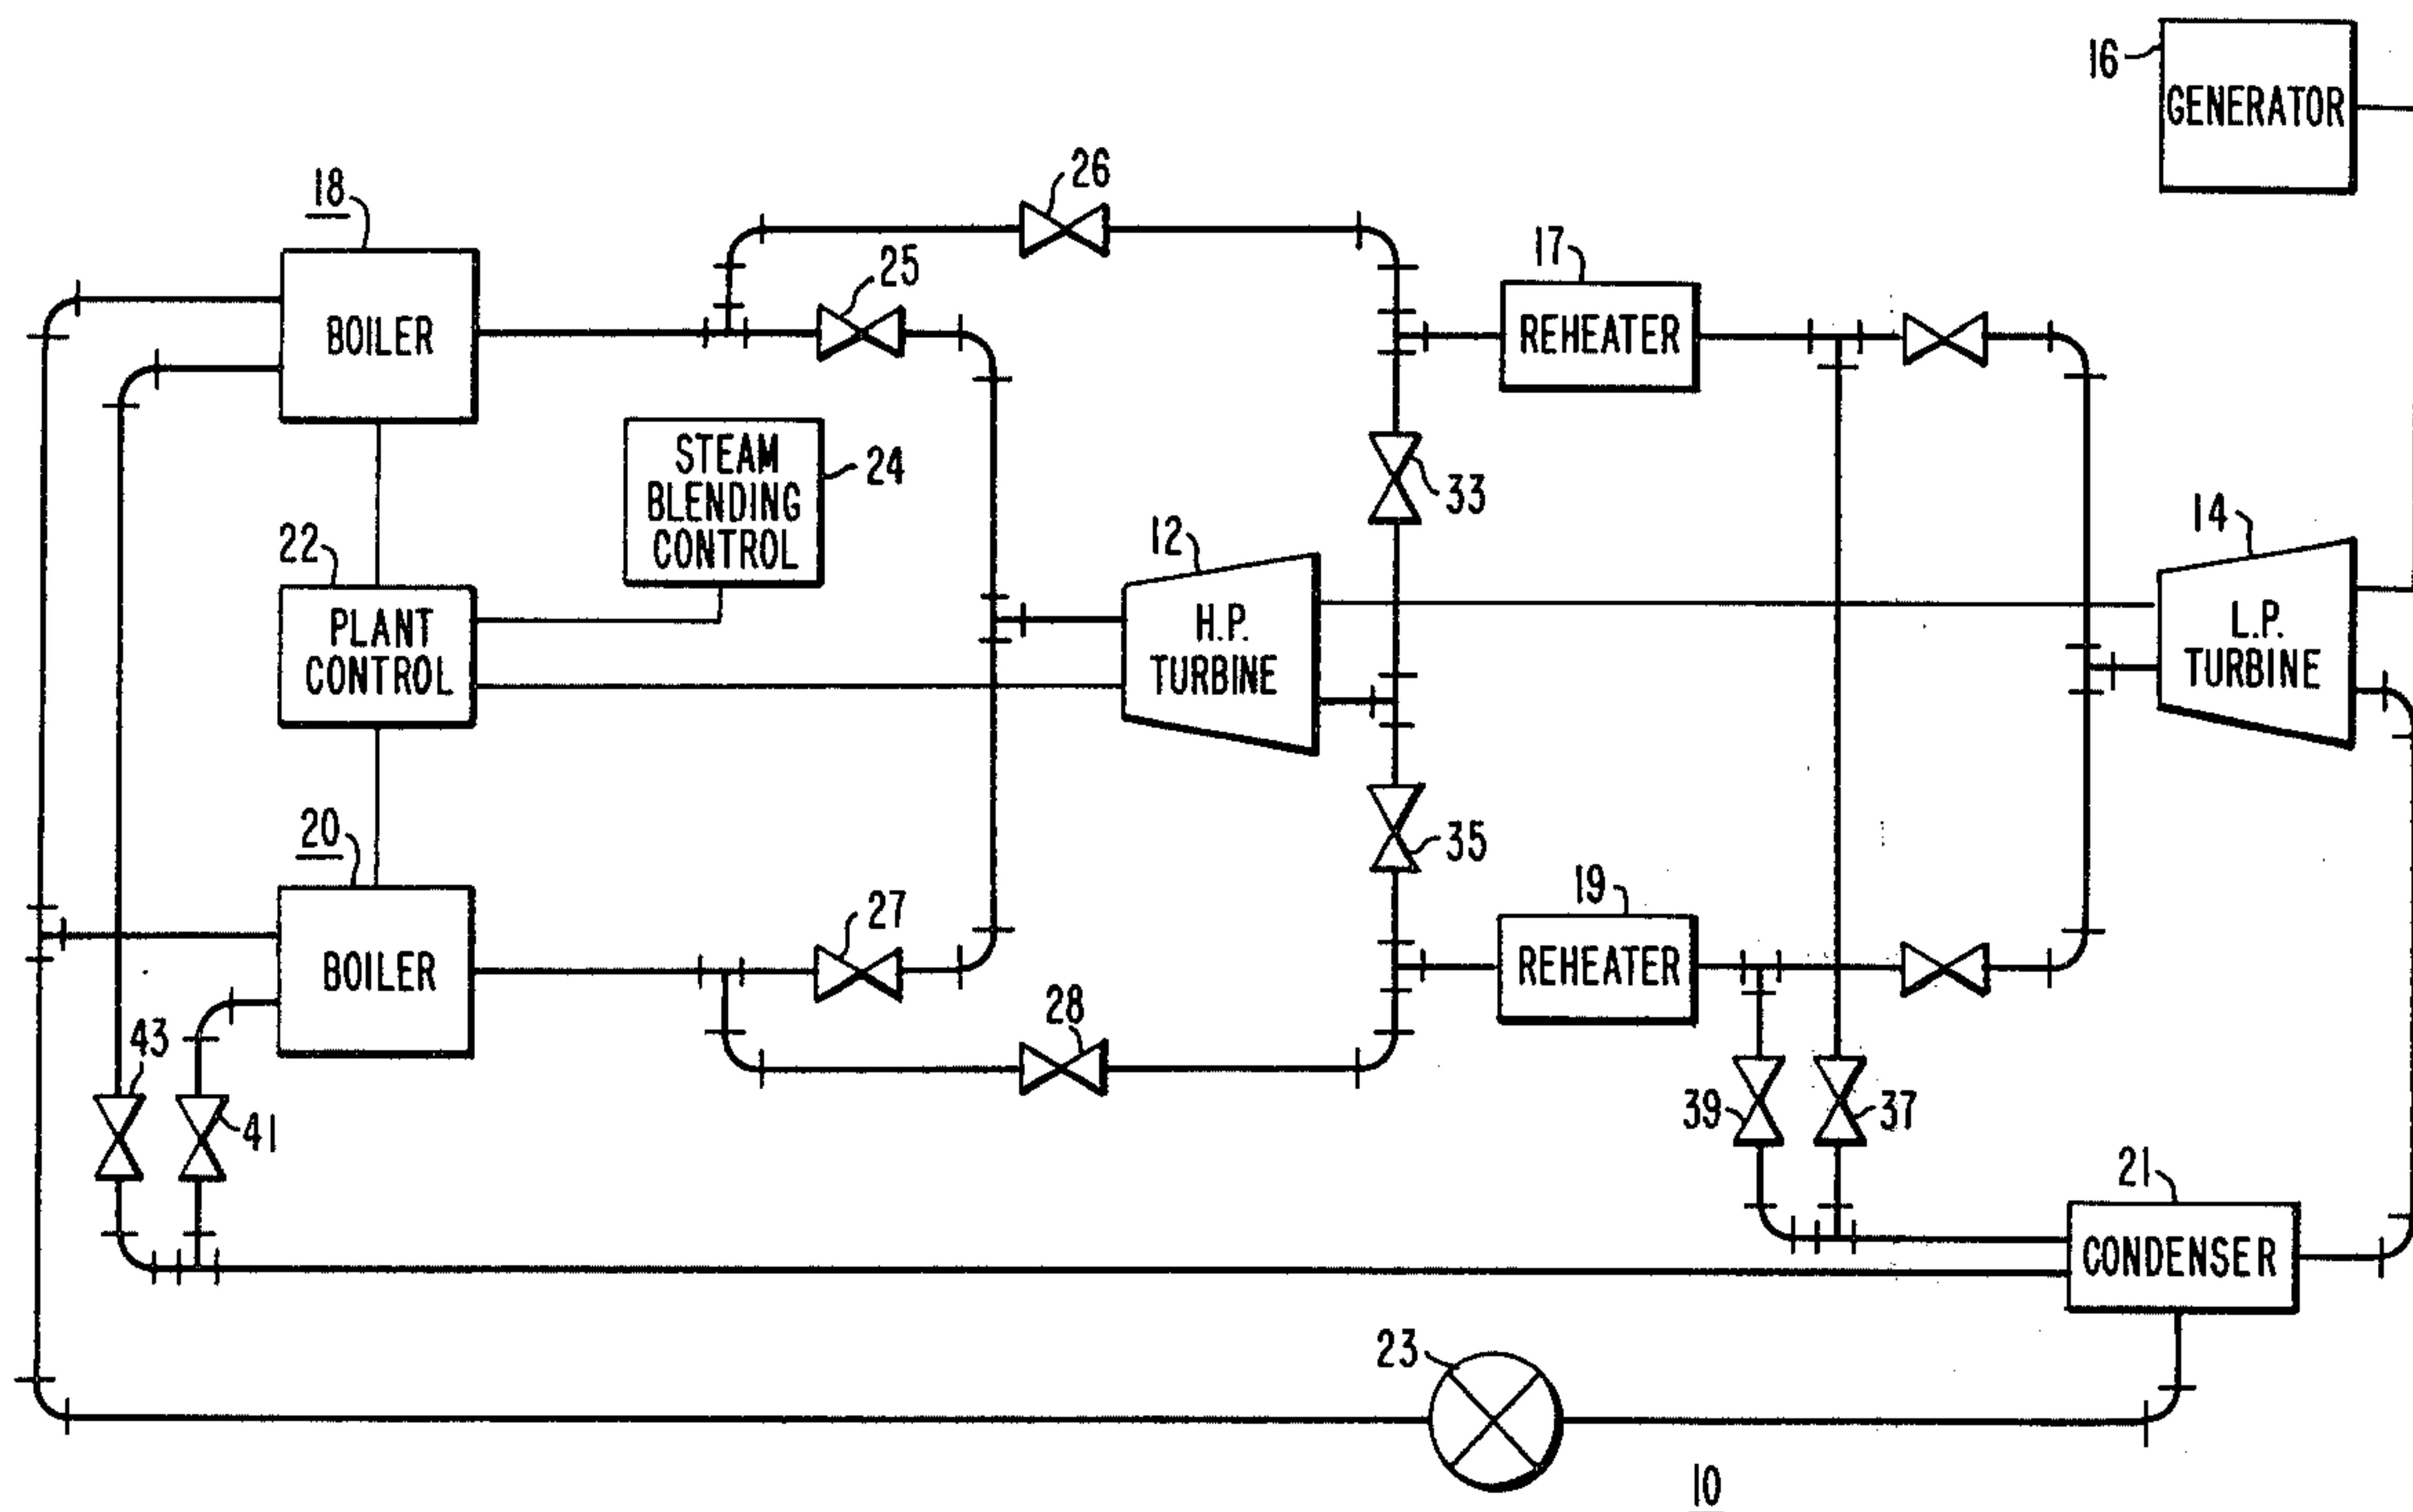 16
GENERATOR
18
BOILER
26
25
17
REHEATER
STEAM
BLENDING
CONTROL
24
33
22
PLANT
CONTROL
12
H.P.
TURBINE
14
L.P.
TURBINE
20
BOILER
27
35
19
REHEATER
28
43
41
39
37
21
CONDENSER
23
10